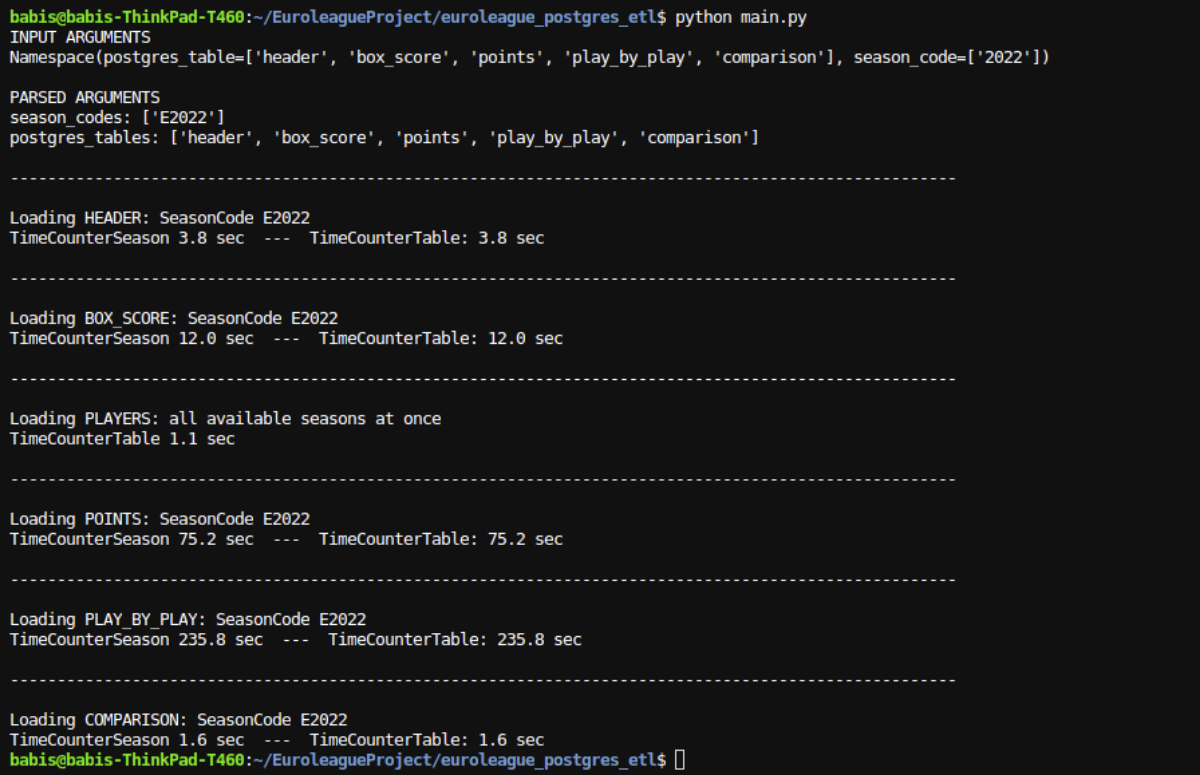 babis@babis-ThinkPad-T460:~/EuroleagueProject/euroleague_postgres_etl$ python main.py
INPUT ARGUMENTS
Namespace(postgres_table=['header', 'box_score', 'points', 'play_by_play', 'comparison'], season_code=['2022'])
PARSED ARGUMENTS
season_codes: ['E2022']
postgres_tables: ['header', 'box_score', 'points', 'play_by_play', 'comparison']
-----------------------------------------------------------------------------------------------------
Loading HEADER: SeasonCode E2022
TimeCounterSeason 3.8 sec  ---  TimeCounterTable: 3.8 sec
-----------------------------------------------------------------------------------------------------
Loading BOX_SCORE: SeasonCode E2022
TimeCounterSeason 12.0 sec  ---  TimeCounterTable: 12.0 sec
-----------------------------------------------------------------------------------------------------
Loading PLAYERS: all available seasons at once
TimeCounterTable 1.1 sec
-----------------------------------------------------------------------------------------------------
Loading POINTS: SeasonCode E2022
TimeCounterSeason 75.2 sec  ---  TimeCounterTable: 75.2 sec
-----------------------------------------------------------------------------------------------------
Loading PLAY_BY_PLAY: SeasonCode E2022
TimeCounterSeason 235.8 sec  ---  TimeCounterTable: 235.8 sec
-----------------------------------------------------------------------------------------------------
Loading COMPARISON: SeasonCode E2022
TimeCounterSeason 1.6 sec  ---  TimeCounterTable: 1.6 sec
babis@babis-ThinkPad-T460:~/EuroleagueProject/euroleague_postgres_etl$